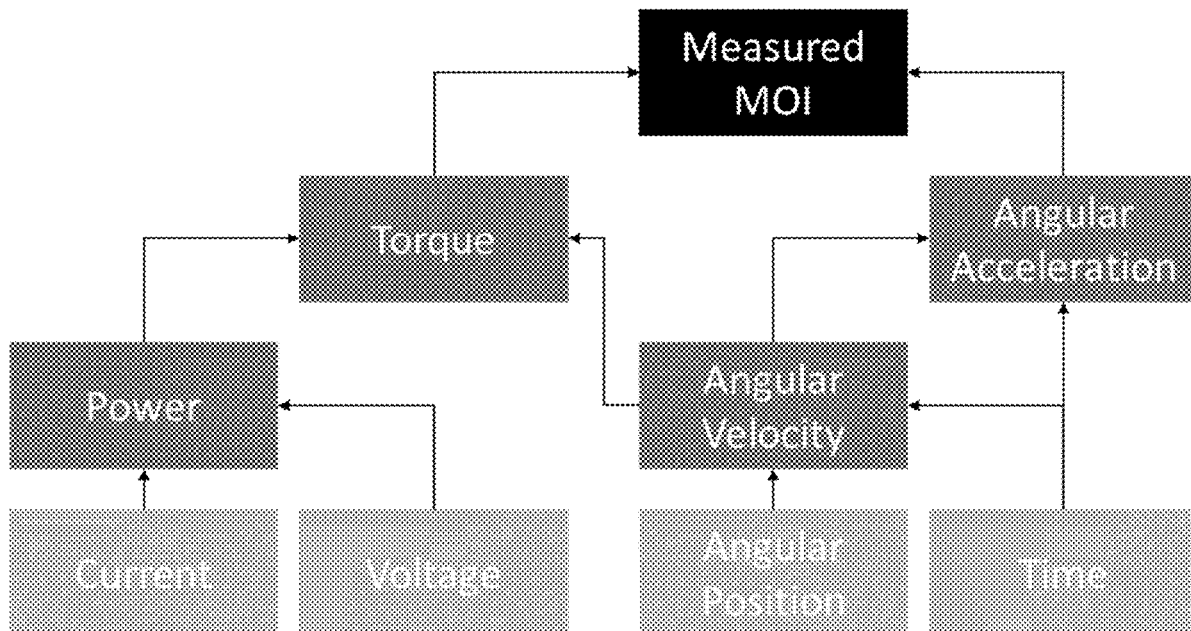 Measured
MOI
Torque
Angular
Acceleration
Power
Angular
Velocity
Current
Voltage
Angular
Position
Time